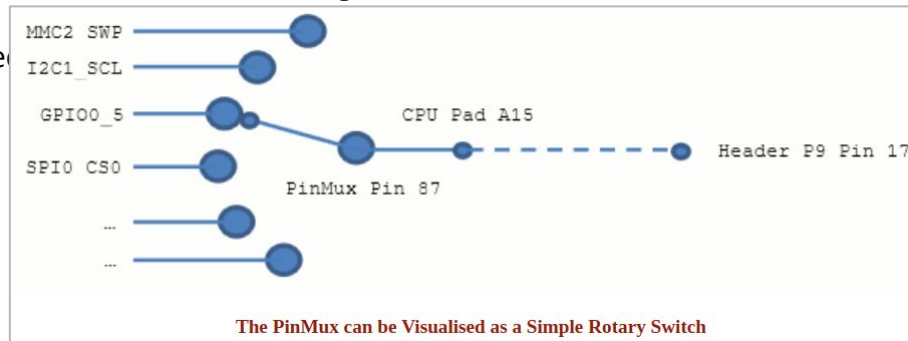 MMC2 SWP
I2C1_SCL
GPIO0_5
CPU Pad A15
Header P9 Pin 17
SPI0 CS0
PinMux Pin 87
…
…
The PinMux can be Visualised as a Simple Rotary Switch